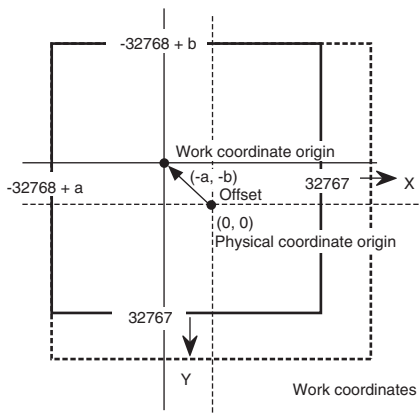 -32768 + b
Work coordinate origin
(-a, -b)
-32768 + a
32767
X
Offset
(0, 0)
Physical coordinate origin
32767
Y
Work coordinates